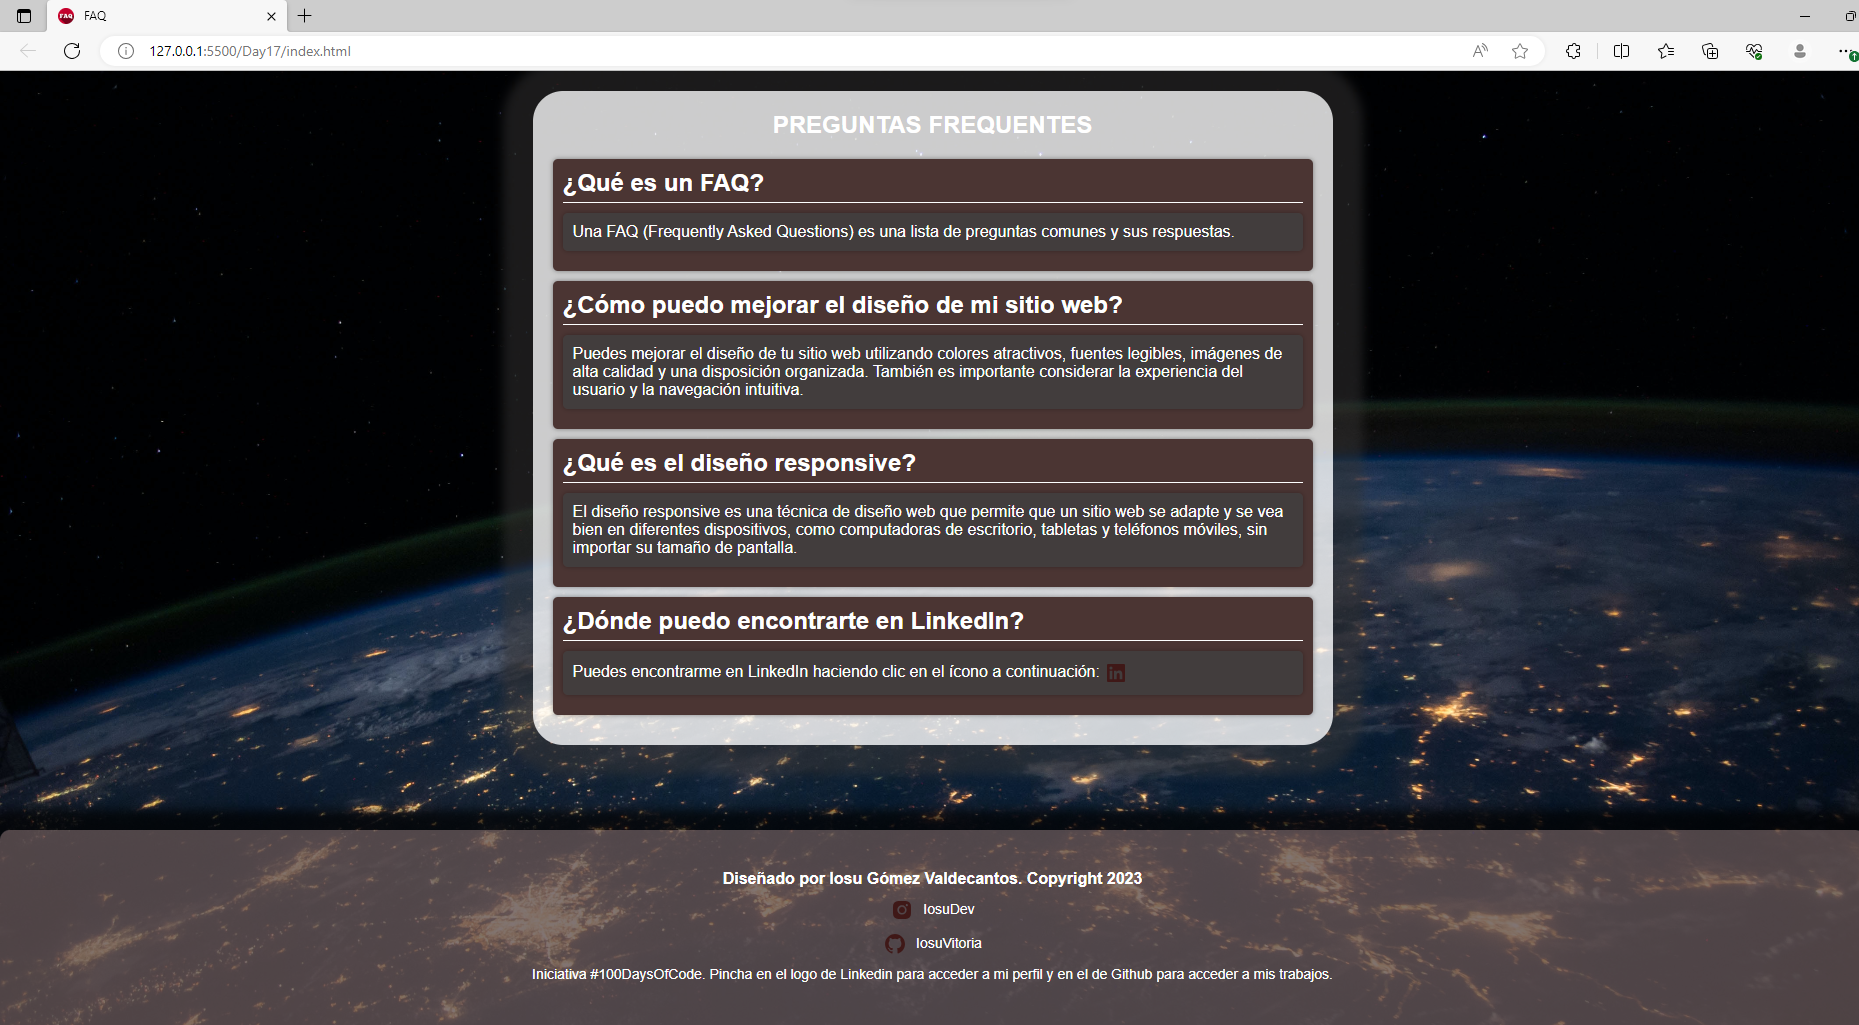 FAQ
FAQ
127.0.0.1:5500/Day17/index.html
PREGUNTAS FREQUENTES
¿Qué es un FAQ?
Una FAQ (Frequently Asked Questions) es una lista de preguntas comunes y sus respuestas.
¿Cómo puedo mejorar el diseño de mi sitio web?
Puedes mejorar el diseño de tu sitio web utilizando colores atractivos, fuentes legibles, imágenes de
alta calidad y una disposición organizada. También es importante considerar la experiencia del
usuario y la navegación intuitiva.
¿Qué es el diseño responsive?
El diseño responsive es una técnica de diseño web que permite que un sitio web se adapte y se vea
bien en diferentes dispositivos, como computadoras de escritorio, tabletas y teléfonos móviles, sin
importar su tamaño de pantalla.
¿Dónde puedo encontrarte en LinkedIn?
Puedes encontrarme en LinkedIn haciendo clic en el ícono a continuación: in
Diseñado por Iosu Gómez Valdecantos. Copyright 2023
IosuDev
IosuVitoria
Iniciativa #100DaysOfCode. Pincha en el logo de Linkedin para acceder a mi perfil y en el de Github para acceder a mis trabajos.